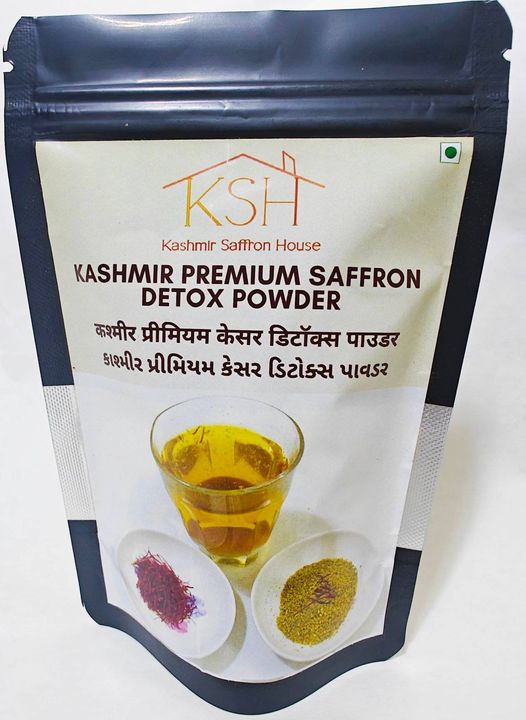 KSH
Kashmir Saffron House
KASHMIR PREMIUM SAFFRON
DETOX POWDER
कश्मीर प्रीमियम केसर डिटॉक्स पाउडर
કાશ્મીર પ્રીમિયમ કેસર ડિટોક્સ પાવડર